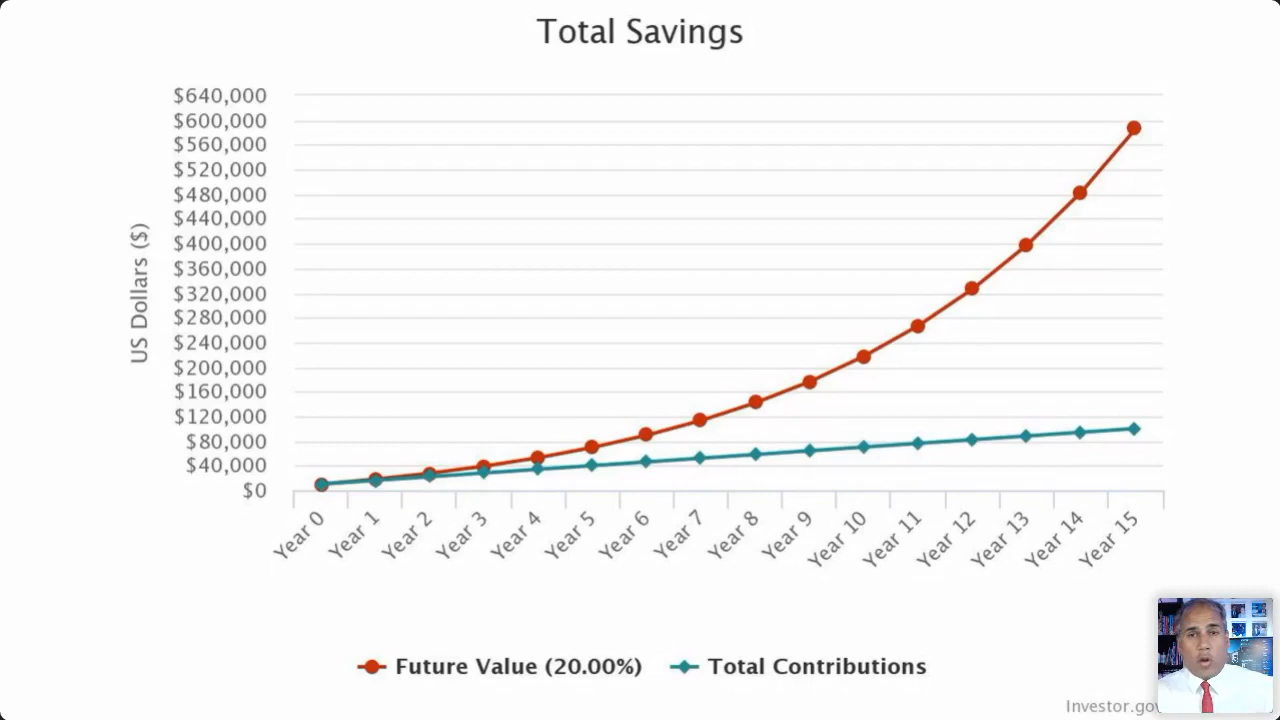 Total Savings
$640,000
$600,000
$560,000
$520,000
$480,000
$440,000
$400,000
$360,000
$320,000
$280,000
$240,000
$200,000
$160,000
$120,000
$80,000
$40,000
$0
US Dollars ($)
Year 0
Year 1
Year 2
Year 3
Year 4
Year 5
Year 6
Year 7
Year 8
Year 9
Year 10
Year 11
Year 12
Year 13
Year 14
Year 15
Future Value (20.00%)
Total Contributions
Investor.gov